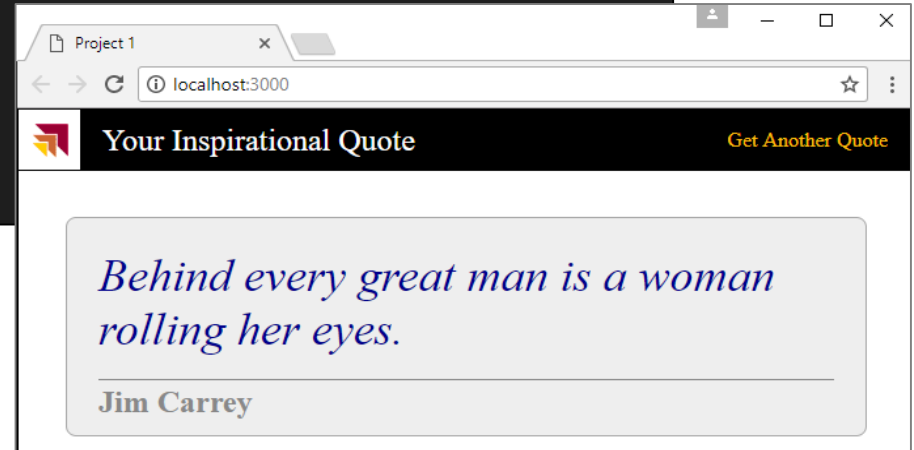 Project 1
localhost:3000
Your Inspirational Quote
Get Another Quote
Behind every great man is a woman
rolling her eyes.
Jim Carrey